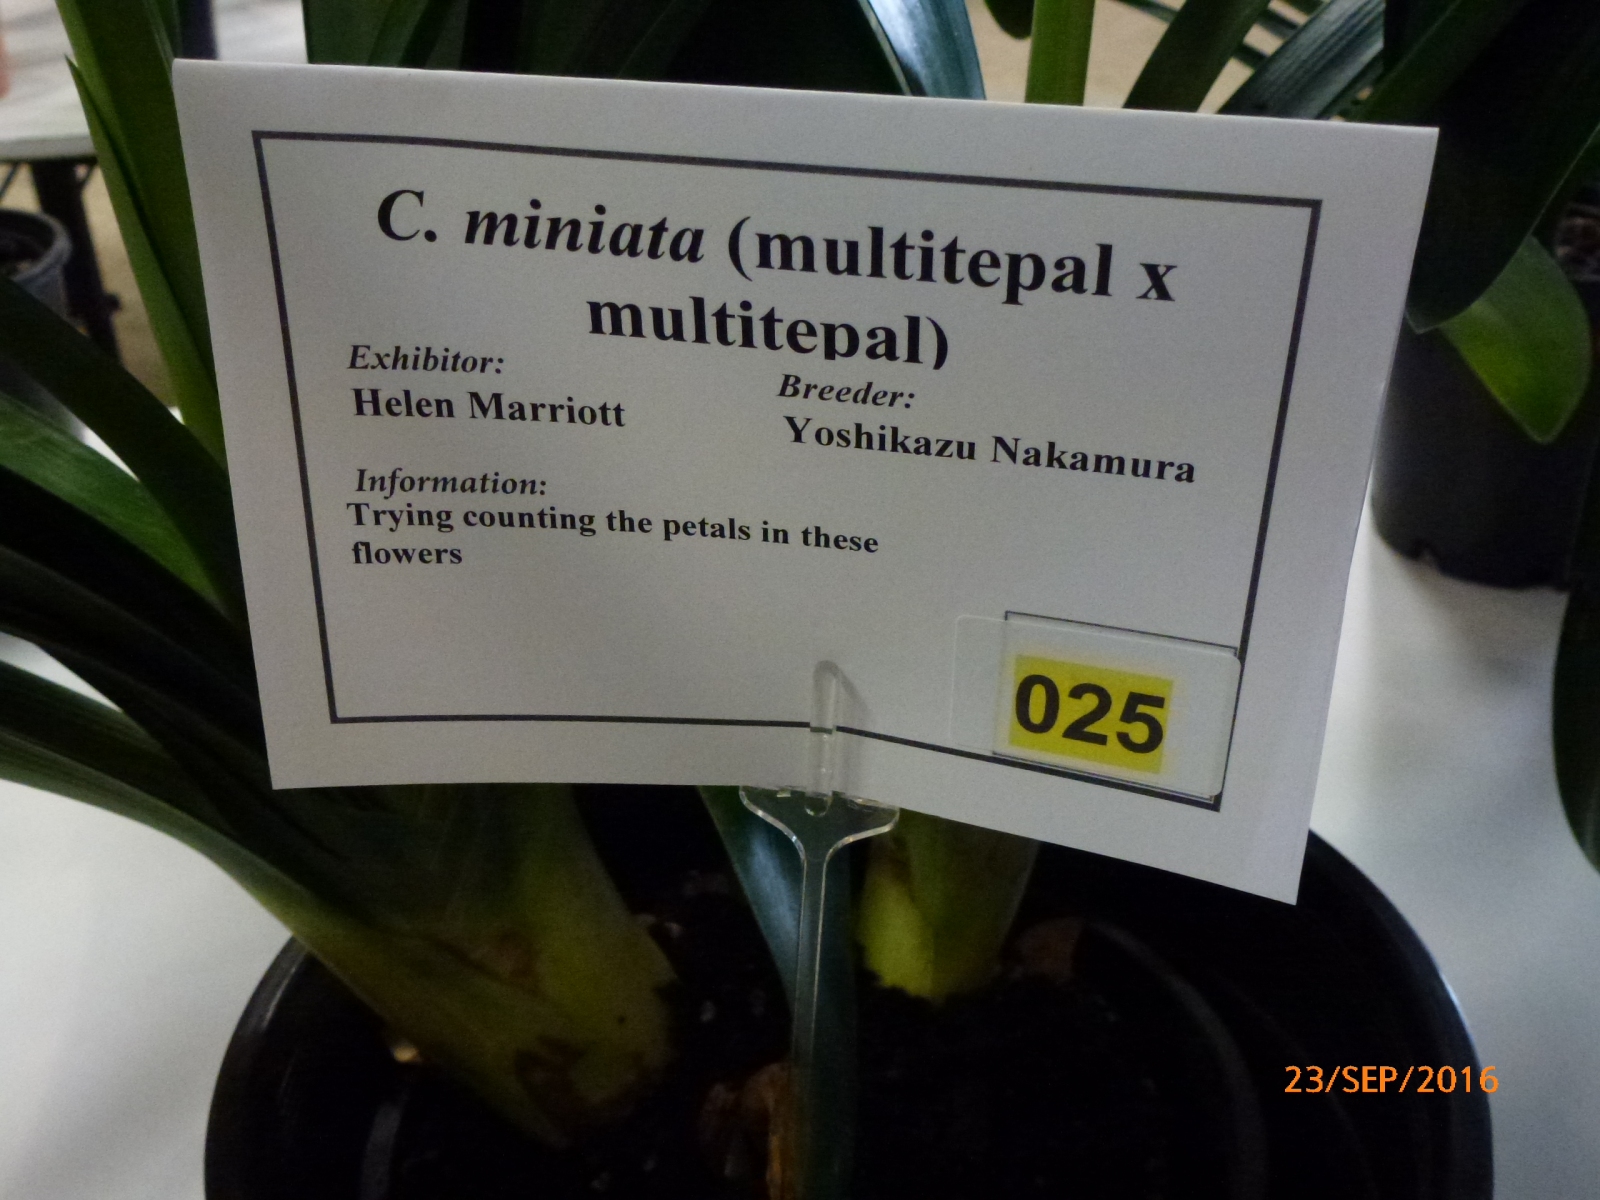 C. miniata (multitepal x
multitepal)
Exhibitor:
Helen Marriott
Breeder:
Yoshikazu Nakamura
Information:
Trying counting the petals in these
flowers
025
23/SEP/2016